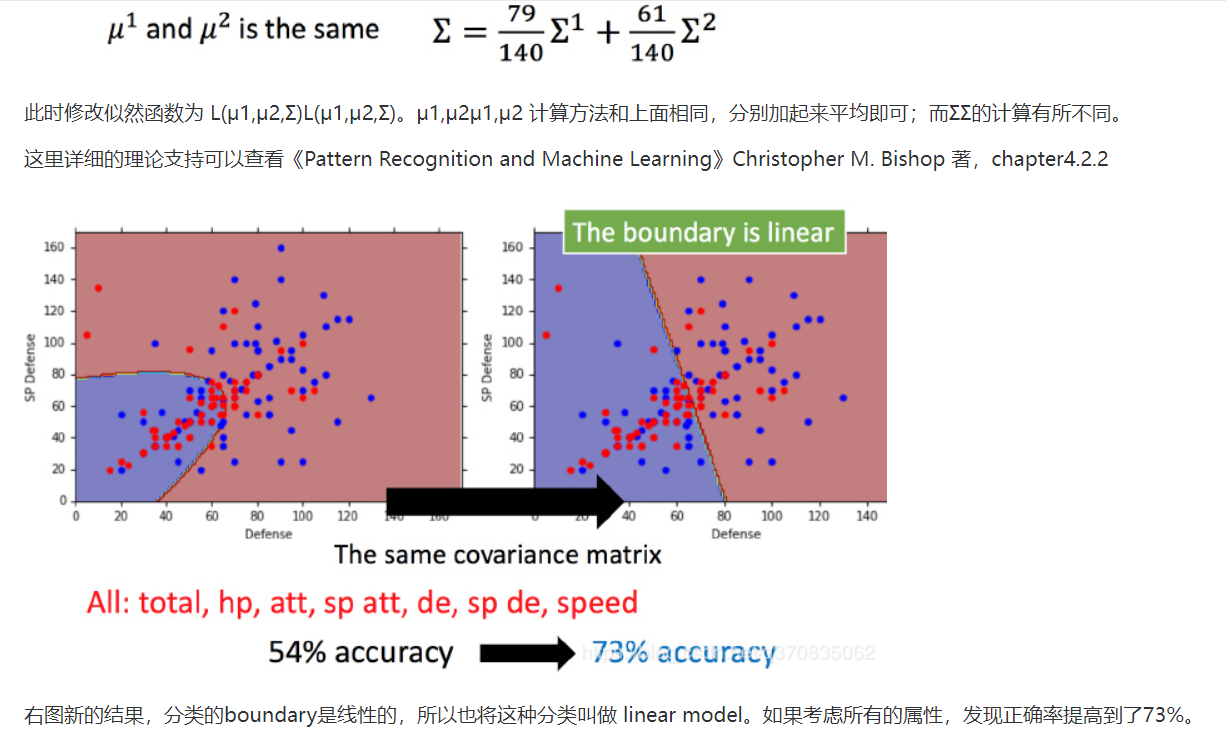 μ¹ and μ² is the same Σ = 79/140 Σ¹ + 61/140 Σ²
此时修改似然函数为 L(μ1,μ2,Σ)L(μ1,μ2,Σ)。μ1,μ2μ1,μ2 计算方法和上面相同，分别加起来平均即可；而ΣΣ的计算有所不同。
这里详细的理论支持可以查看《Pattern Recognition and Machine Learning》Christopher M. Bishop 著，chapter4.2.2
The boundary is linear
160 160
140 140
120 120
100 100
80 80
60 60
40 40
20 20
0 0
SP Defense SP Defense
0 20 40 60 80 100 120 140 160 0 20 40 60 80 100 120 140
Defense Defense
The same covariance matrix
All: total, hp, att, sp att, de, sp de, speed
54% accuracy 73% accuracy
370835062
右图新的结果，分类的boundary是线性的，所以也将这种分类叫做 linear model。如果考虑所有的属性，发现正确率提高到了73%。